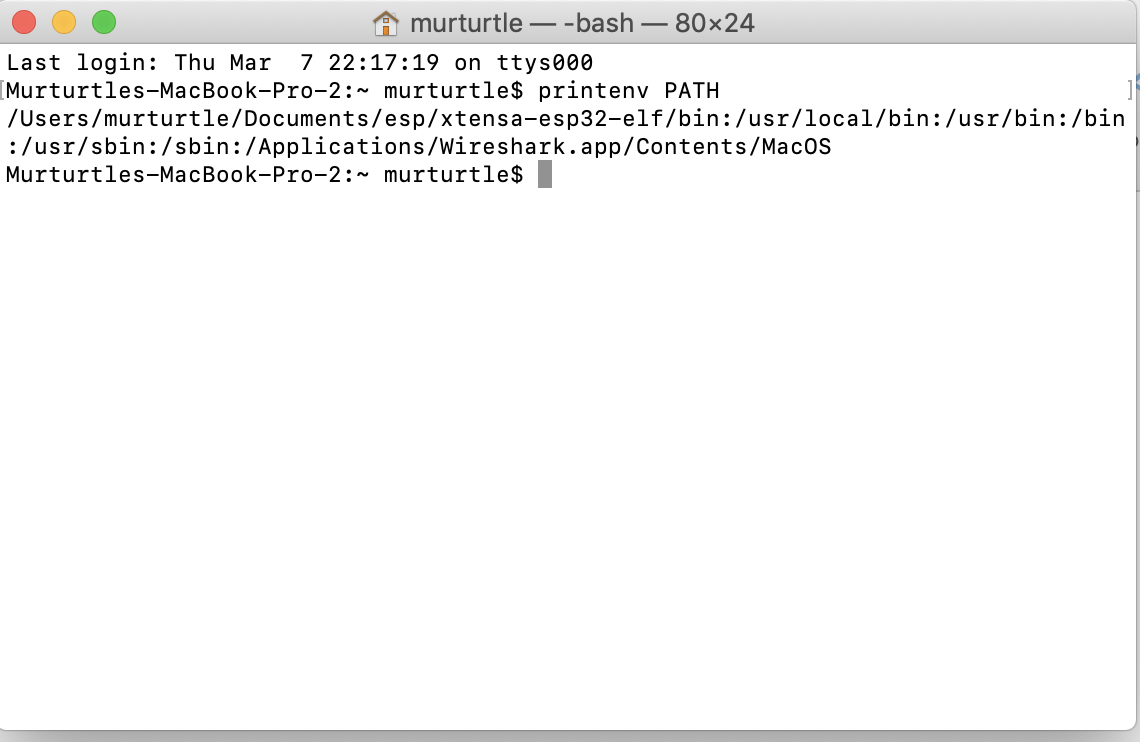 murturtle — -bash — 80×24
Last login: Thu Mar  7 22:17:19 on ttys000
[Murturtles-MacBook-Pro-2:~ murturtle$ printenv PATH ]
/Users/murturtle/Documents/esp/xtensa-esp32-elf/bin:/usr/local/bin:/usr/bin:/bin
:/usr/sbin:/sbin:/Applications/Wireshark.app/Contents/MacOS
Murturtles-MacBook-Pro-2:~ murturtle$